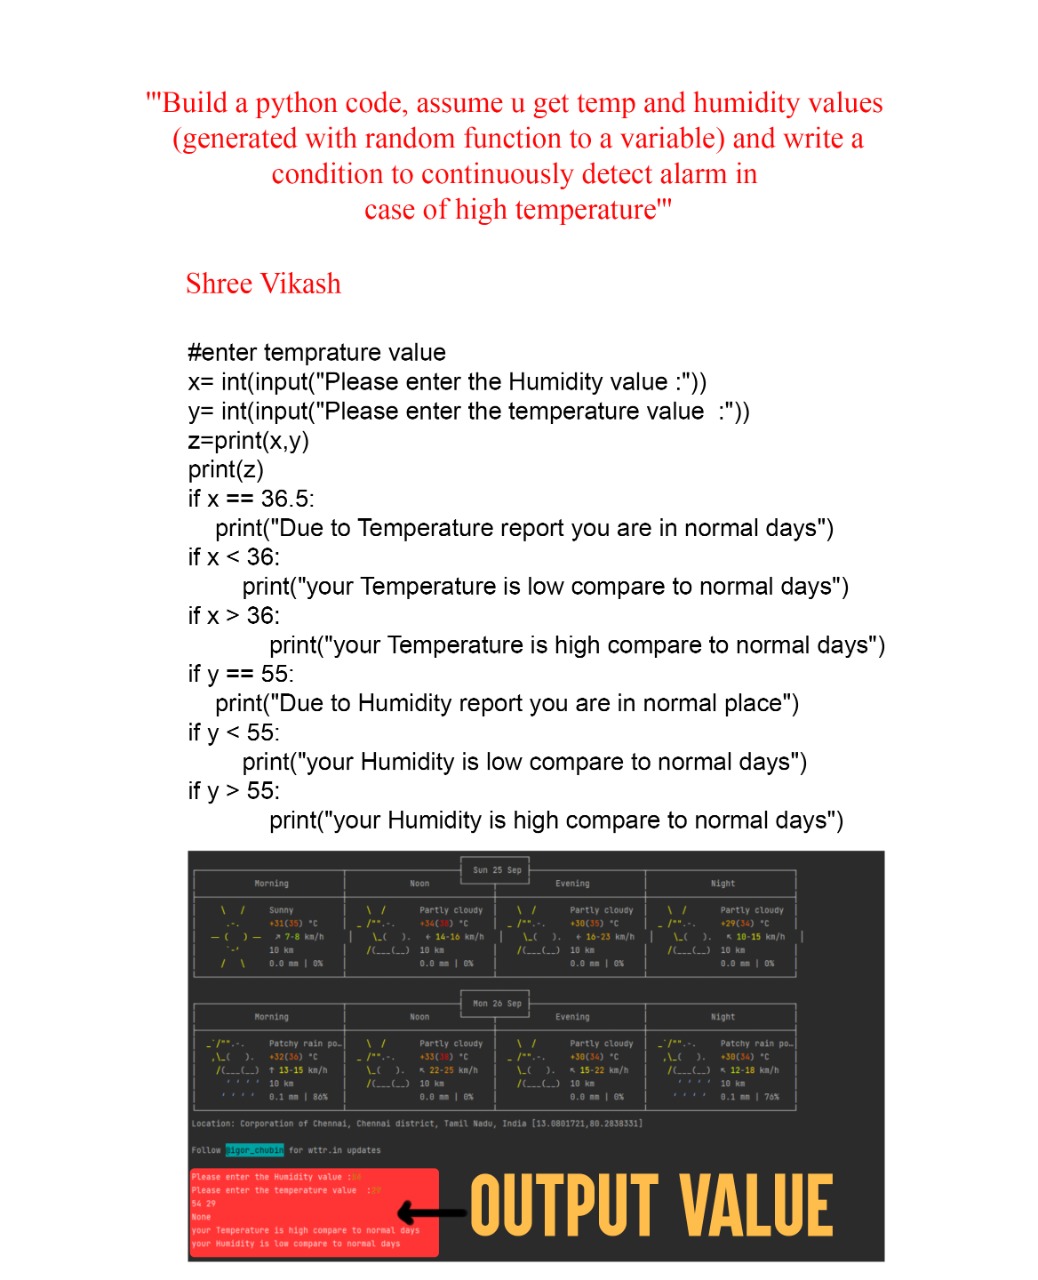 '''Build a python code, assume u get temp and humidity values
(generated with random function to a variable) and write a
condition to continuously detect alarm in
case of high temperature'''
Shree Vikash
#enter temprature value
x= int(input("Please enter the Humidity value :"))
y= int(input("Please enter the temperature value  :"))
z=print(x,y)
print(z)
if x == 36.5:
    print("Due to Temperature report you are in normal days")
if x < 36:
        print("your Temperature is low compare to normal days")
if x > 36:
            print("your Temperature is high compare to normal days")
if y == 55:
    print("Due to Humidity report you are in normal place")
if y < 55:
        print("your Humidity is low compare to normal days")
if y > 55:
            print("your Humidity is high compare to normal days")
Sun 25 Sep
Morning Noon Evening Night
Sunny Partly cloudy Partly cloudy Partly cloudy
+31(35) °C +34(38) °C +30(35) °C +29(34) °C
↗ 7-8 km/h ← 14-16 km/h ← 16-23 km/h ↖ 10-15 km/h
10 km 10 km 10 km 10 km
0.0 mm | 0% 0.0 mm | 0% 0.0 mm | 0% 0.0 mm | 0%
Mon 26 Sep
Morning Noon Evening Night
Patchy rain po… Partly cloudy Partly cloudy Patchy rain po…
+32(36) °C +33(38) °C +30(34) °C +30(34) °C
↑ 13-15 km/h ↖ 22-25 km/h ↖ 15-22 km/h ↖ 12-18 km/h
10 km 10 km 10 km 10 km
0.1 mm | 86% 0.0 mm | 0% 0.0 mm | 0% 0.1 mm | 76%
Location: Corporation of Chennai, Chennai district, Tamil Nadu, India [13.0801721,80.2838331]
Follow @igor_chubin for wttr.in updates
Please enter the Humidity value :
Please enter the temperature value  :29
54 29
None
your Temperature is high compare to normal days
your Humidity is low compare to normal days
OUTPUT VALUE